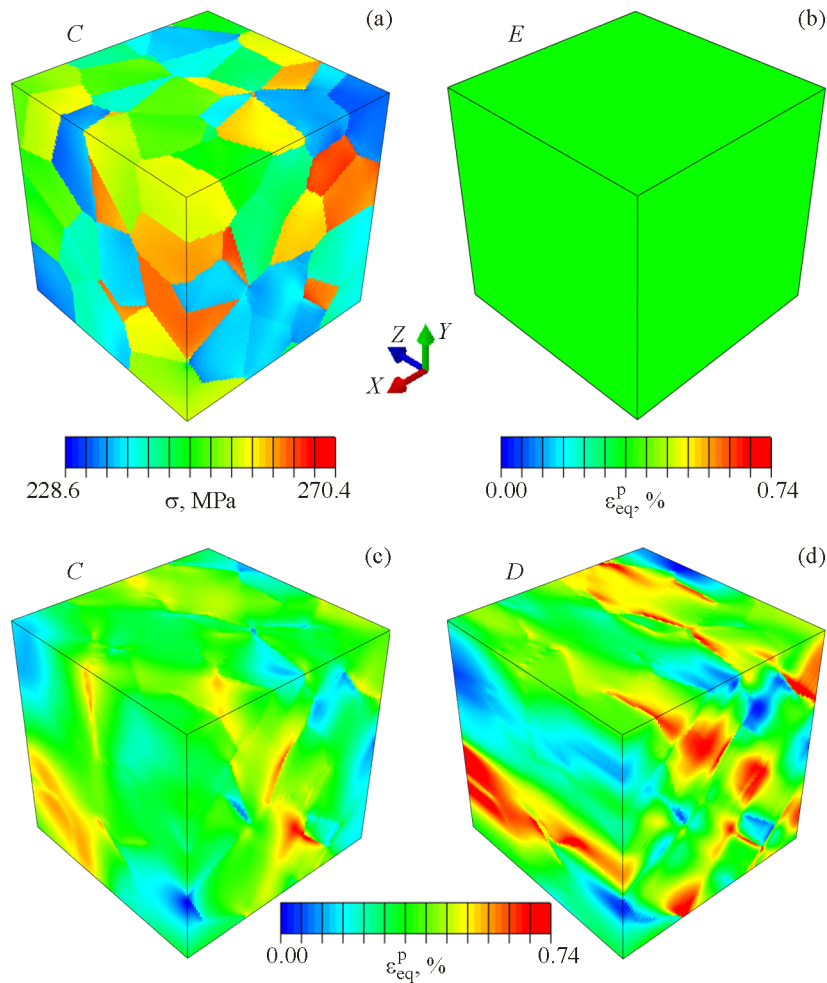 C (a)
E (b)
Z Y
X
228.6 270.4
σ, MPa
0.00 0.74
ε^p_eq, %
C (c)
D (d)
0.00 0.74
ε^p_eq, %